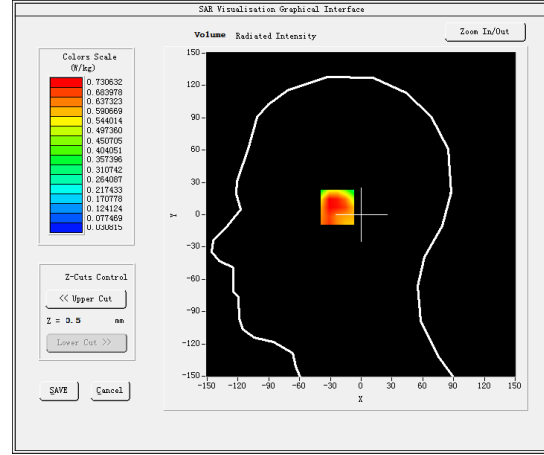 SAR Visualisation Graphical Interface
Volume Radiated Intensity
Zoom In/Out
Colors Scale
(W/kg)
0.730632
0.683978
0.637323
0.590669
0.544014
0.497360
0.450705
0.404051
0.357396
0.310742
0.264087
0.217433
0.170778
0.124124
0.077469
0.030815
Z-Cuts Control
<< Upper Cut
Z = 3.5 mm
Lower Cut >>
SAVE
Cancel
150
120
90
60
30
0
-30
-60
-90
-120
-150
Y
-150 -120 -90 -60 -30 0 30 60 90 120 150
X